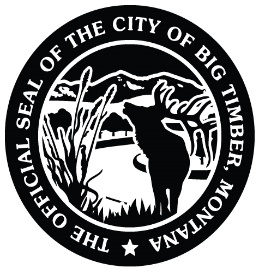 THE OFFICIAL SEAL OF THE CITY OF BIG TIMBER, MONTANA